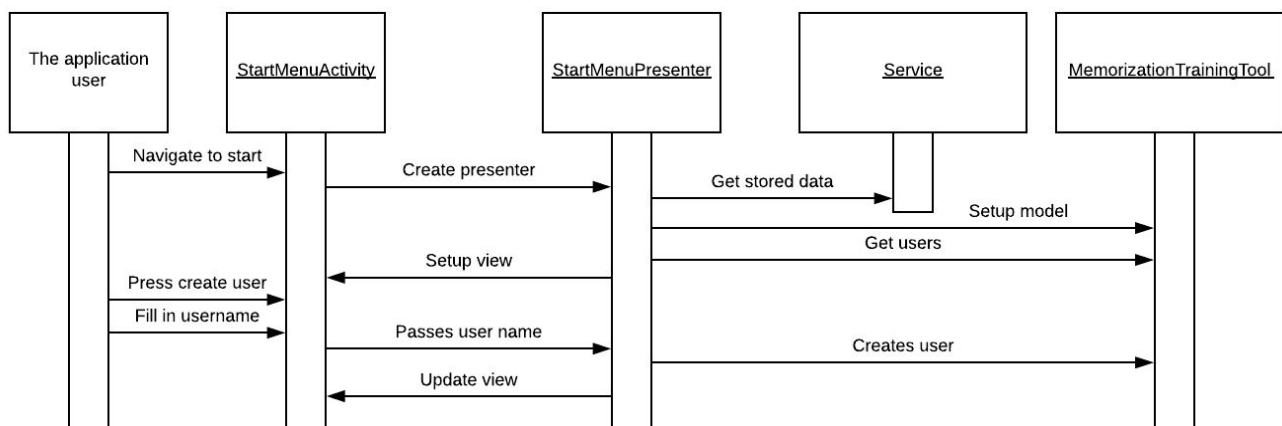 The application
user
StartMenuActivity
StartMenuPresenter
Service
MemorizationTrainingTool
Navigate to start
Create presenter
Get stored data
Setup model
Get users
Setup view
Press create user
Fill in username
Passes user name
Creates user
Update view